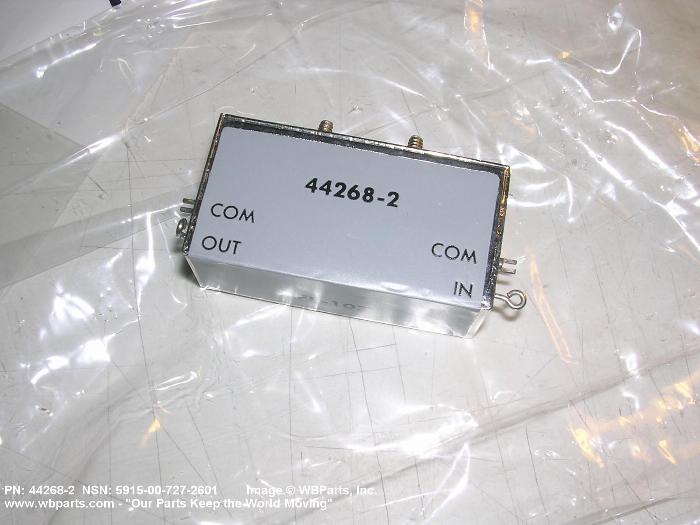 44268-2
COM
OUT
COM
IN
PN: 44268-2 NSN: 5915-00-727-2601 Image © WBParts, Inc.
www.wbparts.com - "Our Parts Keep the World Moving"